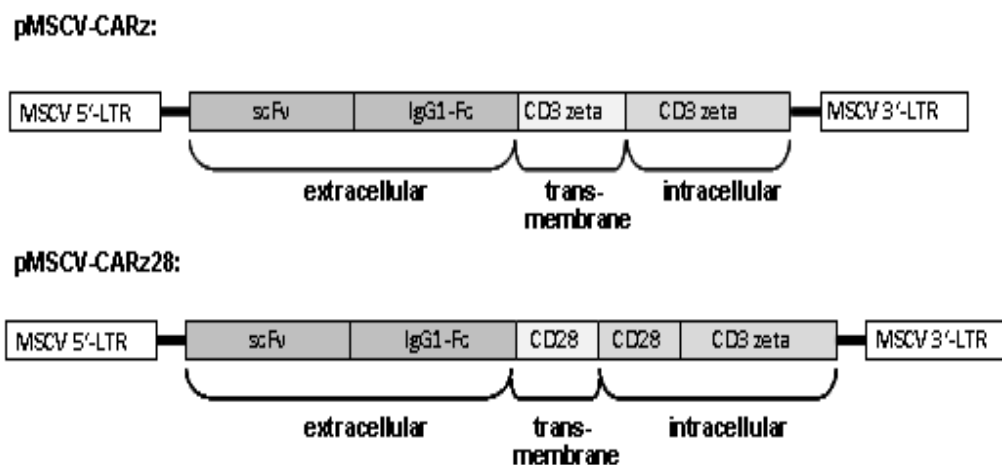 pMSCV-CARz:
MSCV 5'-LTR scFv IgG1-Fc CD3 zeta CD3 zeta MSCV 3'-LTR
extracellular trans- intracellular
membrane
pMSCV-CARz28:
MSCV 5'-LTR scFv IgG1-Fc CD28 CD28 CD3 zeta MSCV 3'-LTR
extracellular trans- intracellular
membrane